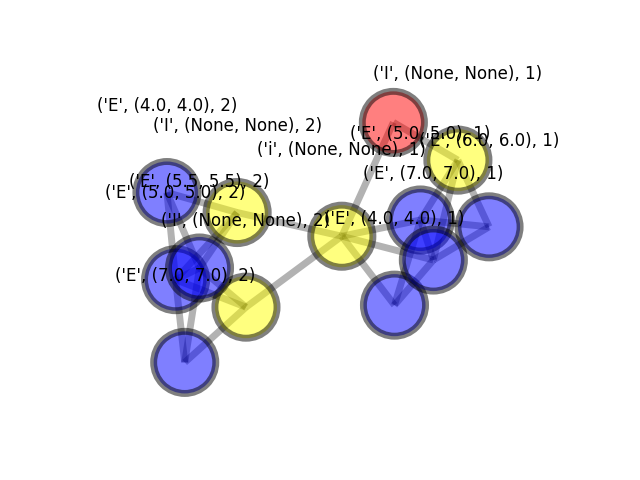 ('I', (None, None), 1)
('E', (4.0, 4.0), 2)
('I', (None, None), 2)
('E', (5.0, 5.0), 1)
('E', (6.0, 6.0), 1)
('i', (None, None), 1)
('E', (7.0, 7.0), 1)
('E', (5.5, 5.5), 2)
('E', (5.0, 5.0), 2)
('I', (None, None), 2)
('E', (4.0, 4.0), 1)
('E', (7.0, 7.0), 2)